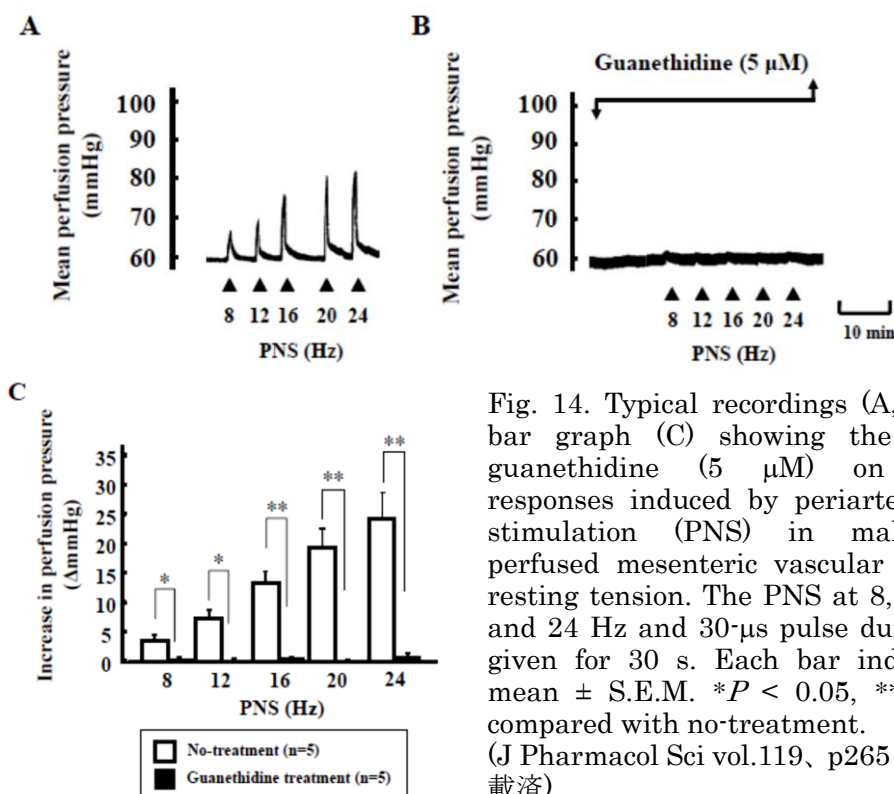 A
Mean perfusion pressure
(mmHg)
100
90
80
70
60
8 12 16 20 24
PNS (Hz)
B
Guanethidine (5 µM)
Mean perfusion pressure
(mmHg)
100
90
80
70
60
8 12 16 20 24
PNS (Hz)
10 min
C
Increase in perfusion pressure
(ΔmmHg)
35
30
25
20
15
10
5
0
* * ** ** **
8 12 16 20 24
PNS (Hz)
No-treatment (n=5)
Guanethidine treatment (n=5)
Fig. 14. Typical recordings (A,
bar graph (C) showing the
guanethidine (5 µM) on
responses induced by periarte
stimulation (PNS) in mal
perfused mesenteric vascular
resting tension. The PNS at 8,
and 24 Hz and 30-µs pulse du
given for 30 s. Each bar ind
mean ± S.E.M. *P < 0.05, **
compared with no-treatment.
(J Pharmacol Sci vol.119、p265
載済)